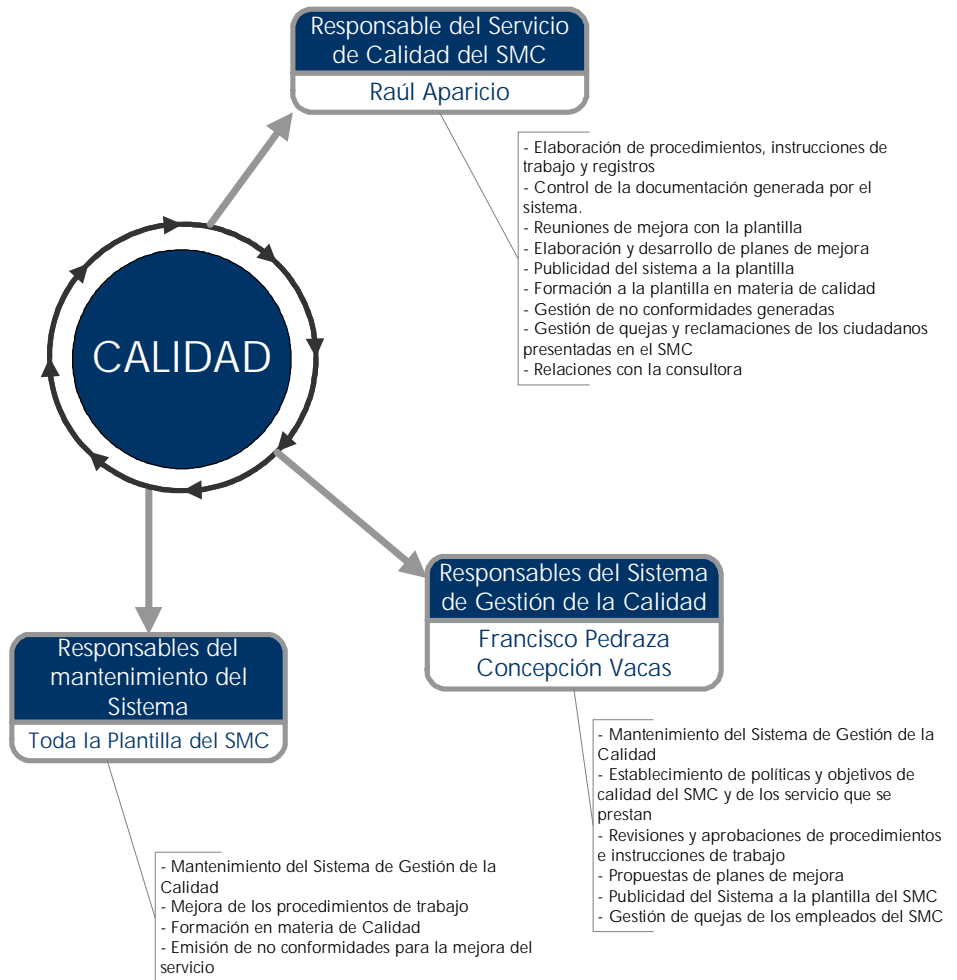 Responsable del Servicio
de Calidad del SMC
Raúl Aparicio
- Elaboración de procedimientos, instrucciones de
trabajo y registros
- Control de la documentación generada por el
sistema.
- Reuniones de mejora con la plantilla
- Elaboración y desarrollo de planes de mejora
- Publicidad del sistema a la plantilla
- Formación a la plantilla en materia de calidad
- Gestión de no conformidades generadas
- Gestión de quejas y reclamaciones de los ciudadanos
presentadas en el SMC
- Relaciones con la consultora
CALIDAD
Responsables del Sistema
de Gestión de la Calidad
Francisco Pedraza
Concepción Vacas
- Mantenimiento del Sistema de Gestión de la
Calidad
- Establecimiento de políticas y objetivos de
calidad del SMC y de los servicio que se
prestan
- Revisiones y aprobaciones de procedimientos
e instrucciones de trabajo
- Propuestas de planes de mejora
- Publicidad del Sistema a la plantilla del SMC
- Gestión de quejas de los empleados del SMC
Responsables del
mantenimiento del
Sistema
Toda la Plantilla del SMC
- Mantenimiento del Sistema de Gestión de la
Calidad
- Mejora de los procedimientos de trabajo
- Formación en materia de Calidad
- Emisión de no conformidades para la mejora del
servicio